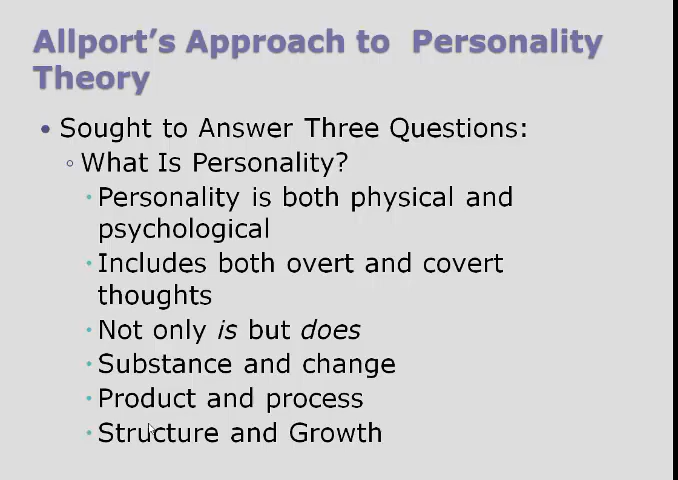 Allport's Approach to Personality
Theory
• Sought to Answer Three Questions:
◦ What Is Personality?
• Personality is both physical and
psychological
• Includes both overt and covert
thoughts
• Not only is but does
• Substance and change
• Product and process
• Structure and Growth